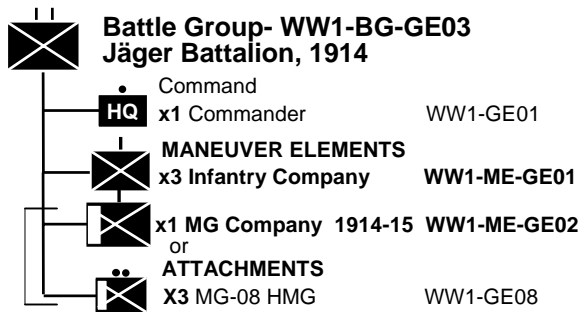 Battle Group- WW1-BG-GE03
Jäger Battalion, 1914
Command
HQ x1 Commander WW1-GE01
MANEUVER ELEMENTS
x3 Infantry Company WW1-ME-GE01
x1 MG Company 1914-15 WW1-ME-GE02
or
ATTACHMENTS
X3 MG-08 HMG WW1-GE08